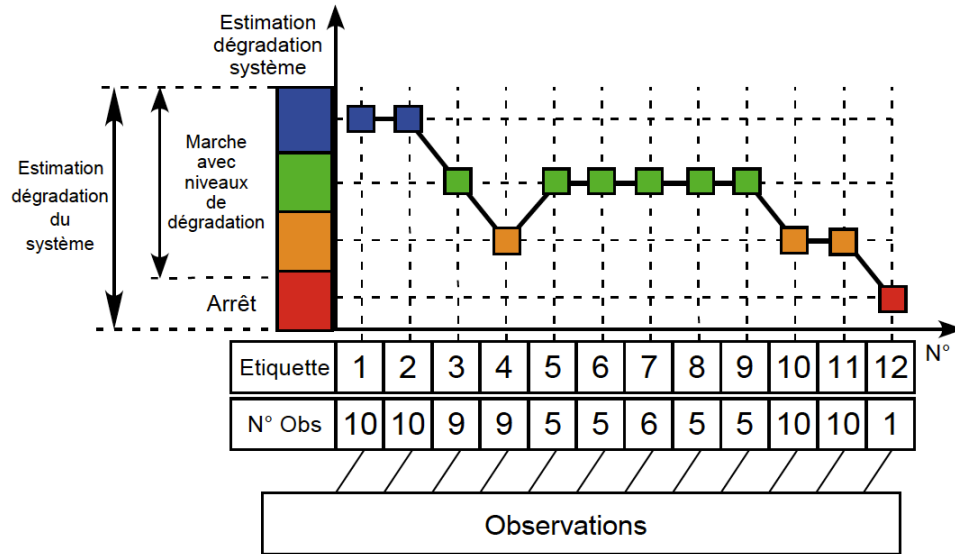 Estimation
dégradation
système
Estimation
dégradation
du
système
Marche
avec
niveaux
de
dégradation
Arrêt
N°
Etiquette 1 2 3 4 5 6 7 8 9 10 11 12
N° Obs 10 10 9 9 5 5 6 5 5 10 10 1
Observations